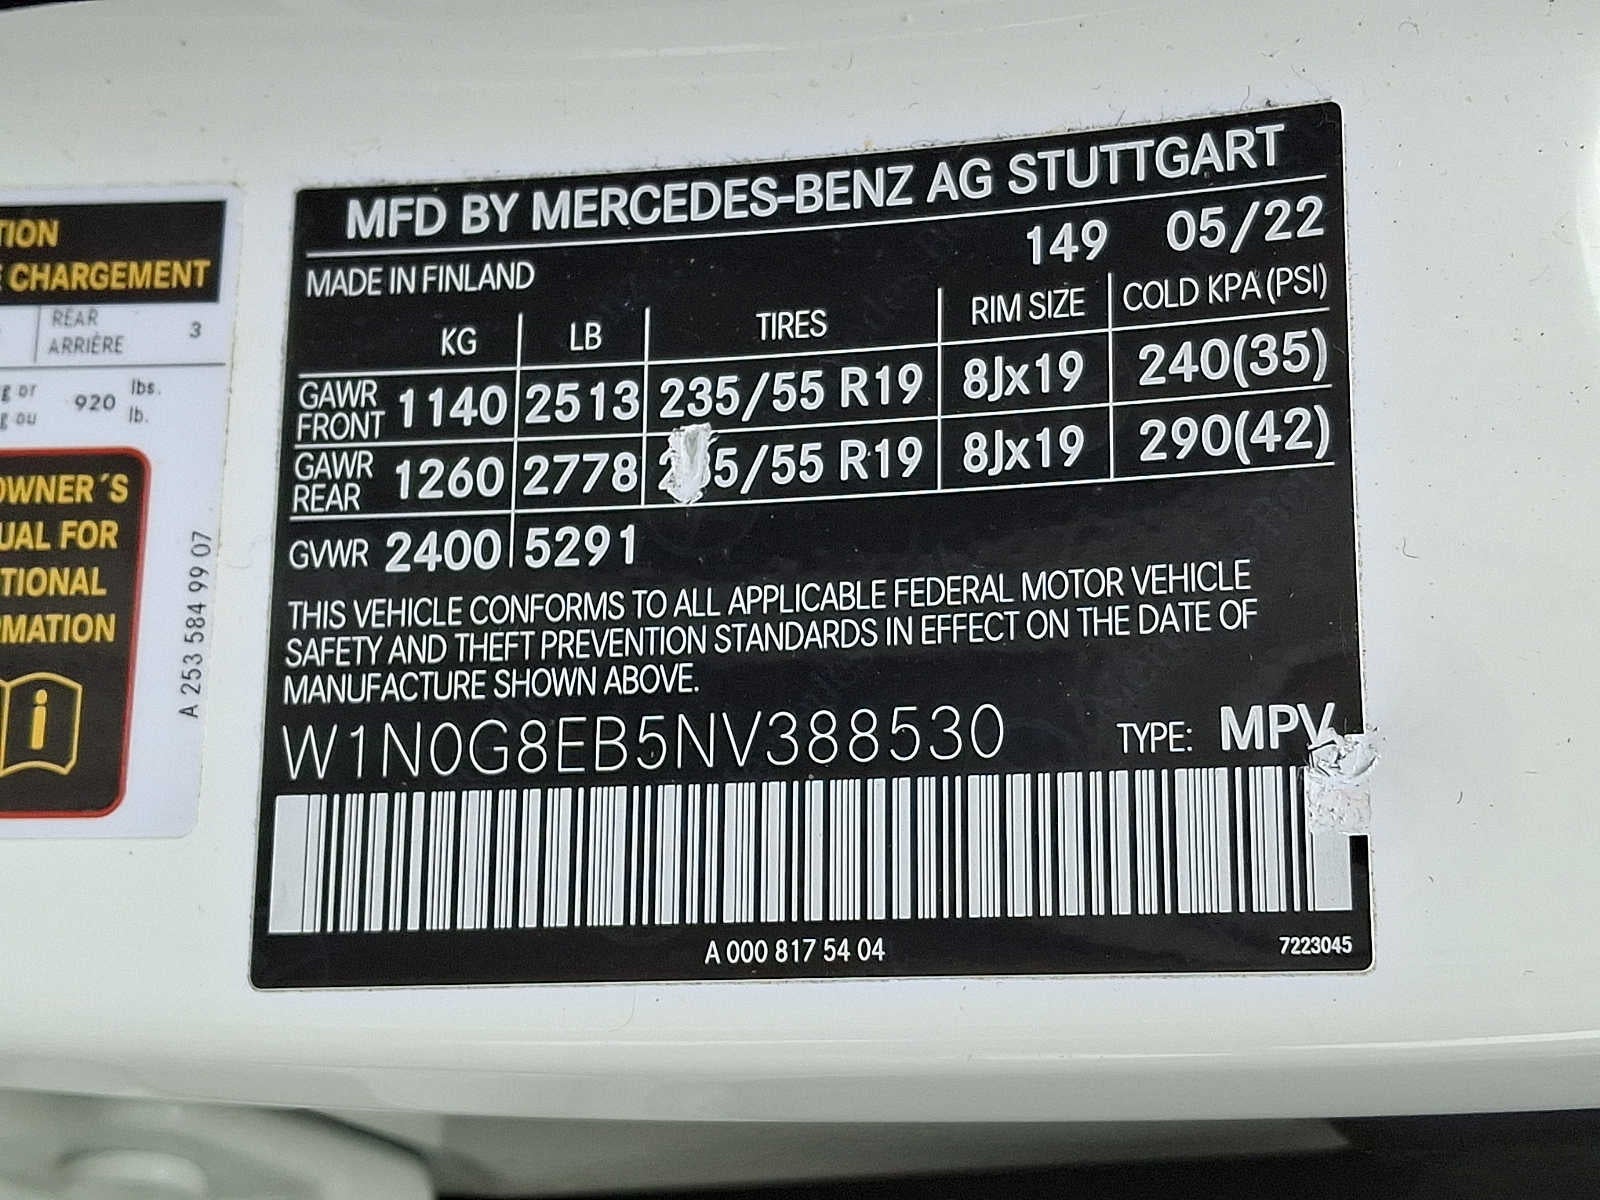 MFD BY MERCEDES-BENZ AG STUTTGART
149 05/22
MADE IN FINLAND
KG LB TIRES RIM SIZE COLD KPA (PSI)
GAWR FRONT 1140 2513 235/55 R19 8Jx19 240(35)
GAWR REAR 1260 2778 5/55 R19 8Jx19 290(42)
GVWR 2400 5291
THIS VEHICLE CONFORMS TO ALL APPLICABLE FEDERAL MOTOR VEHICLE
SAFETY AND THEFT PREVENTION STANDARDS IN EFFECT ON THE DATE OF
MANUFACTURE SHOWN ABOVE.
W1N0G8EB5NV388530 TYPE: MPV
A 000 817 54 04 7223045
TION
CHARGEMENT
REAR
ARRIÈRE 3
or 920 lbs.
ou lb.
OWNER´S
UAL FOR
TIONAL
RMATION
i
A 253 584 99 07